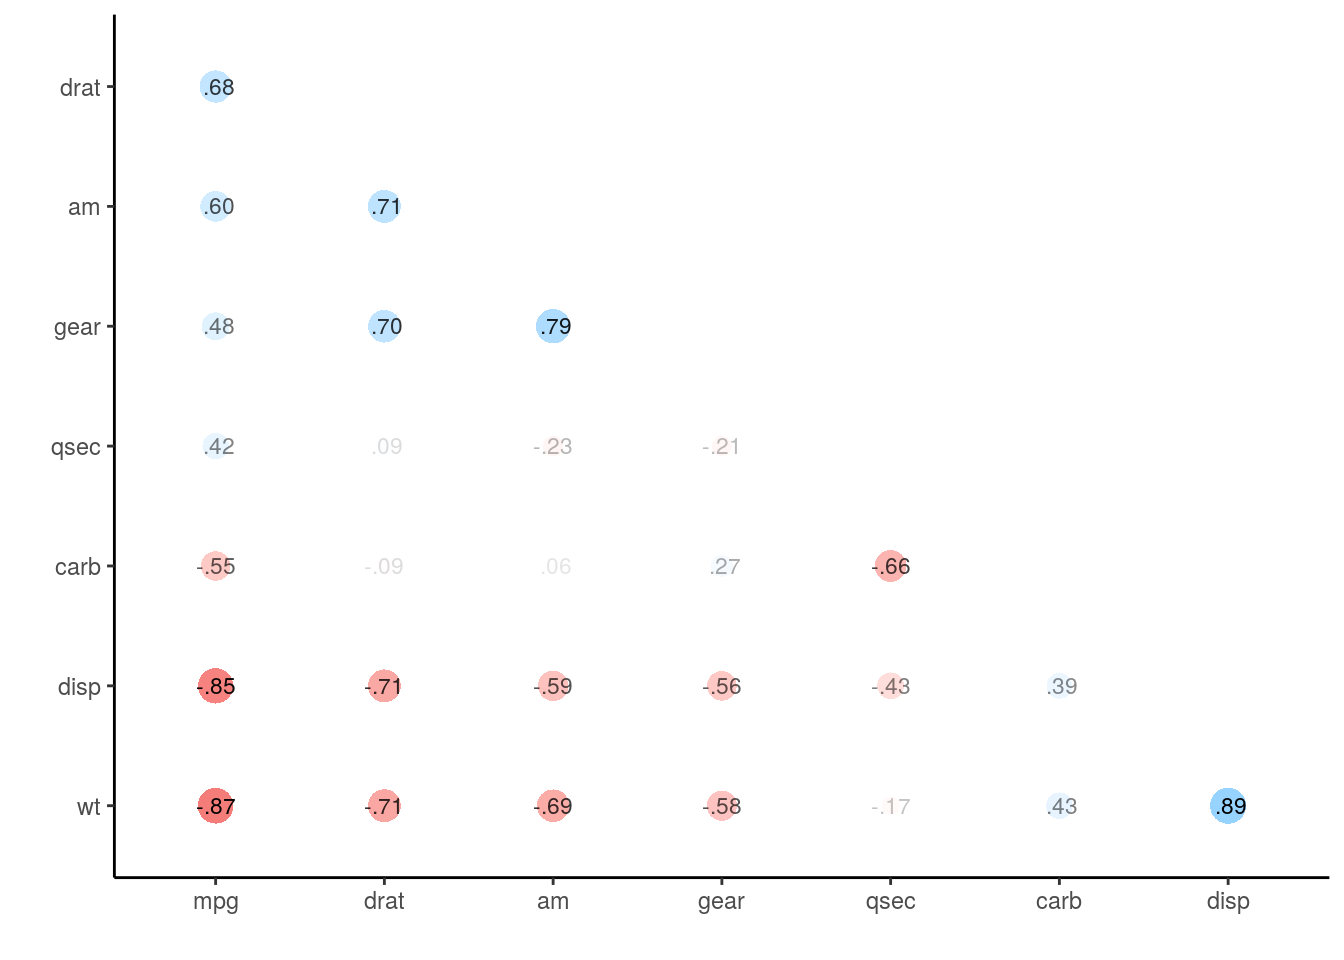 drat .68
am .60 .71
gear .48 .70 .79
qsec .42 .09 -.23 -.21
carb -.55 -.09 .06 .27 -.66
disp -.85 -.71 -.59 -.56 -.43 .39
wt -.87 -.71 -.69 -.58 -.17 .43 .89
mpg drat am gear qsec carb disp